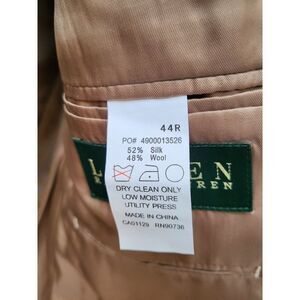 44R
PO# 4900013526
52% Silk
48% Wool
DRY CLEAN ONLY
LOW MOISTURE
UTILITY PRESS
MADE IN CHINA
CA01129 RN90736